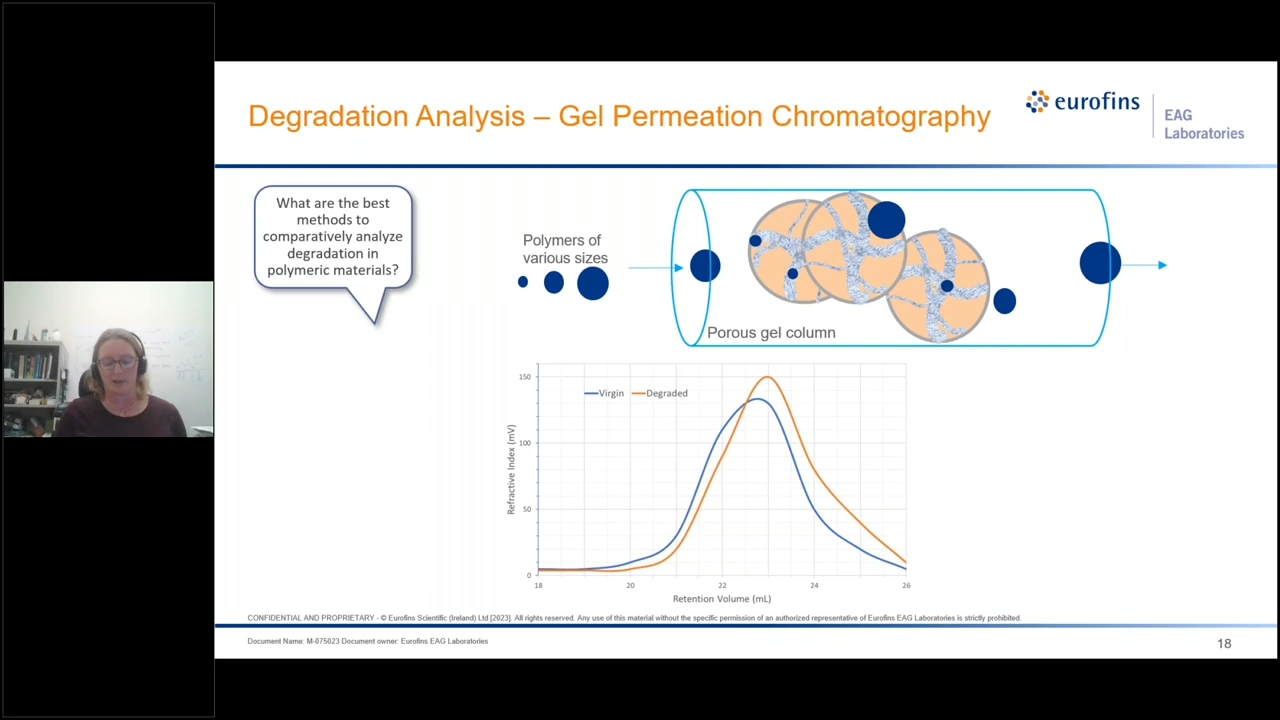 Degradation Analysis – Gel Permeation Chromatography
eurofins
EAG
Laboratories
What are the best
methods to
comparatively analyze
degradation in
polymeric materials?
Polymers of
various sizes
Porous gel column
Virgin
Degraded
150
100
50
0
Refractive Index (mV)
18
20
22
24
26
Retention Volume (mL)
CONFIDENTIAL AND PROPRIETARY - © Eurofins Scientific (Ireland) Ltd [2023]. All rights reserved. Any use of this material without the specific permission of an authorized representative of Eurofins EAG Laboratories is strictly prohibited.
Document Name: M-075023 Document owner: Eurofins EAG Laboratories
18